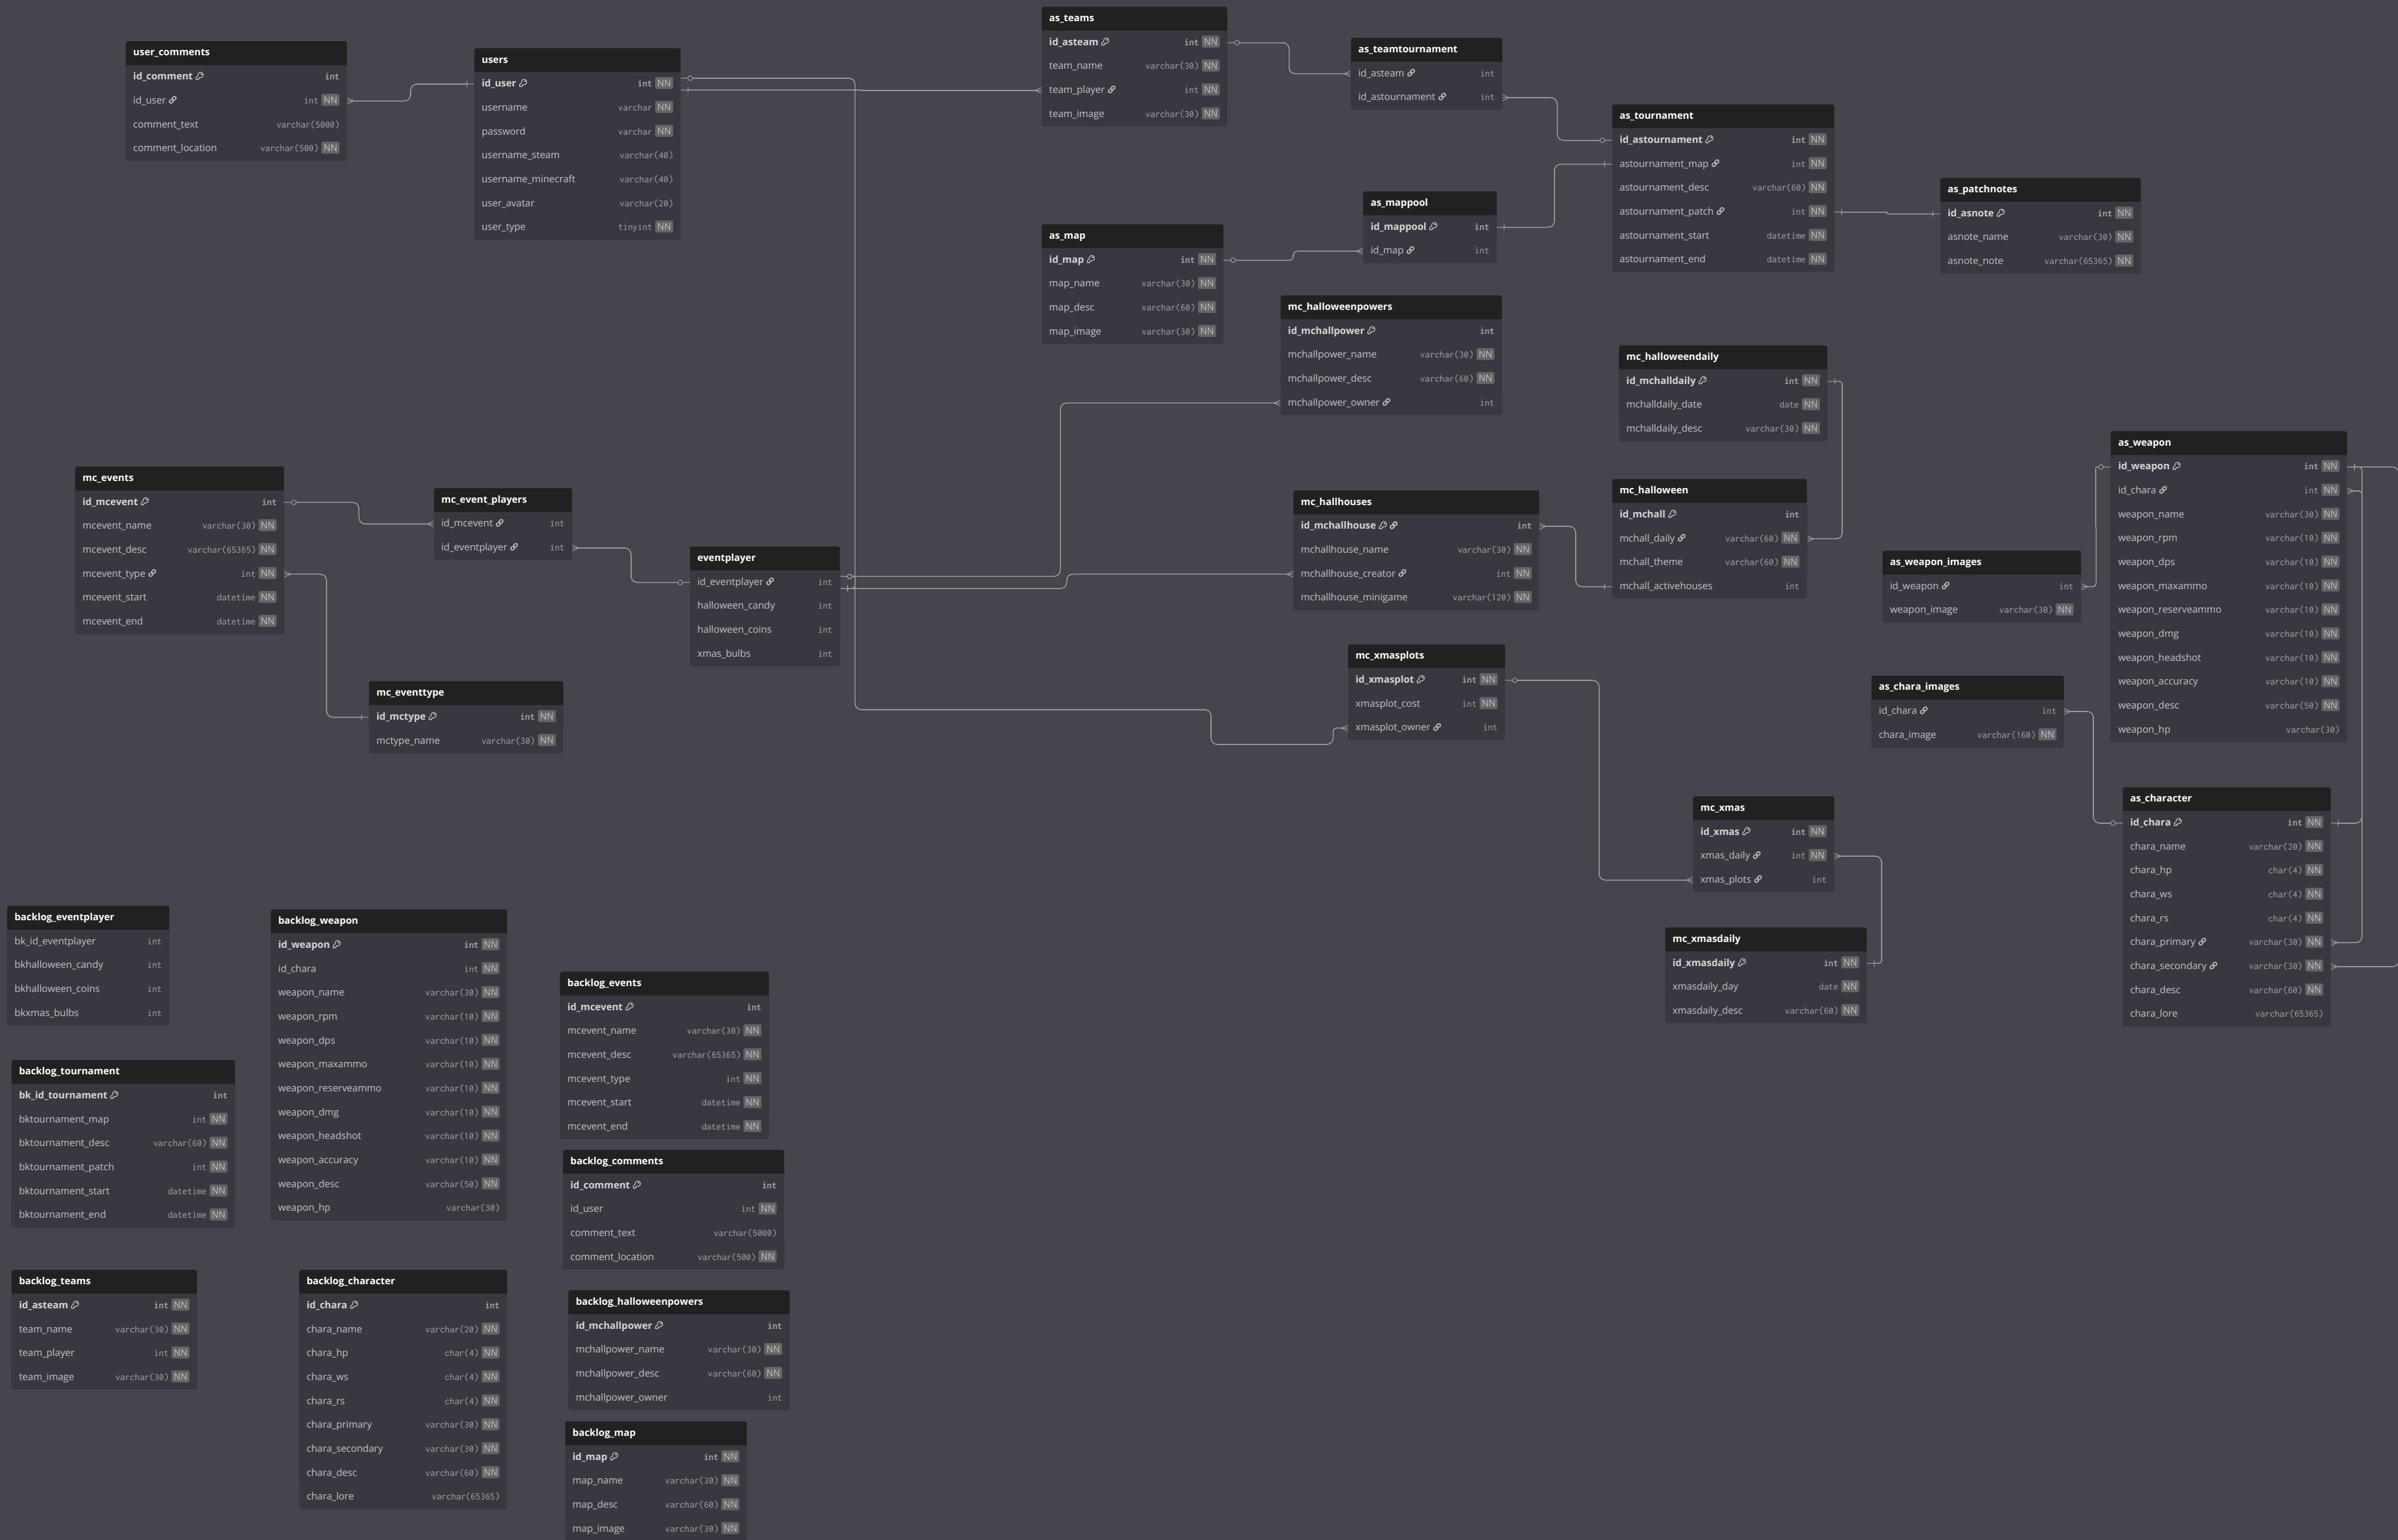 user_comments
id_comment int
id_user int NN
comment_text varchar(5000)
comment_location varchar(500) NN
users
id_user int NN
username varchar NN
password varchar NN
username_steam varchar(40)
username_minecraft varchar(40)
user_avatar varchar(20)
user_type tinyint NN
as_teams
id_asteam int NN
team_name varchar(30) NN
team_player int NN
team_image varchar(30) NN
as_teamtournament
id_asteam int
id_astournament int
as_tournament
id_astournament int NN
astournament_map int NN
astournament_desc varchar(60) NN
astournament_patch int NN
astournament_start datetime NN
astournament_end datetime NN
as_patchnotes
id_asnote int NN
asnote_name varchar(30) NN
asnote_note varchar(65365) NN
as_mappool
id_mappool int
id_map int
as_map
id_map int NN
map_name varchar(30) NN
map_desc varchar(60) NN
map_image varchar(30) NN
mc_halloweenpowers
id_mchallpower int
mchallpower_name varchar(30) NN
mchallpower_desc varchar(60) NN
mchallpower_owner int
mc_halloweendaily
id_mchalldaily int NN
mchalldaily_date date NN
mchalldaily_desc varchar(30) NN
mc_events
id_mcevent int
mcevent_name varchar(30) NN
mcevent_desc varchar(65365) NN
mcevent_type int NN
mcevent_start datetime NN
mcevent_end datetime NN
mc_event_players
id_mcevent int
id_eventplayer int
eventplayer
id_eventplayer int
halloween_candy int
halloween_coins int
xmas_bulbs int
mc_eventtype
id_mctype int NN
mctype_name varchar(30) NN
mc_hallhouses
id_mchallhouse int
mchallhouse_name varchar(30) NN
mchallhouse_creator int NN
mchallhouse_minigame varchar(120) NN
mc_halloween
id_mchall int
mchall_daily varchar(60) NN
mchall_theme varchar(60) NN
mchall_activehouses int
as_weapon
id_weapon int NN
id_chara int NN
weapon_name varchar(30) NN
weapon_rpm varchar(10) NN
weapon_dps varchar(10) NN
weapon_maxammo varchar(10) NN
weapon_reserveammo varchar(10) NN
weapon_dmg varchar(10) NN
weapon_headshot varchar(10) NN
weapon_accuracy varchar(10) NN
weapon_desc varchar(50) NN
weapon_hp varchar(30)
as_weapon_images
id_weapon int
weapon_image varchar(30) NN
mc_xmasplots
id_xmasplot int NN
xmasplot_cost int NN
xmasplot_owner int
as_chara_images
id_chara int
chara_image varchar(160) NN
mc_xmas
id_xmas int NN
xmas_daily int NN
xmas_plots int
as_character
id_chara int NN
chara_name varchar(20) NN
chara_hp char(4) NN
chara_ws char(4) NN
chara_rs char(4) NN
chara_primary varchar(30) NN
chara_secondary varchar(30) NN
chara_desc varchar(60) NN
chara_lore varchar(65365)
mc_xmasdaily
id_xmasdaily int NN
xmasdaily_day date NN
xmasdaily_desc varchar(60) NN
backlog_eventplayer
bk_id_eventplayer int
bkhalloween_candy int
bkhalloween_coins int
bkxmas_bulbs int
backlog_weapon
id_weapon int NN
id_chara int NN
weapon_name varchar(30) NN
weapon_rpm varchar(10) NN
weapon_dps varchar(10) NN
weapon_maxammo varchar(10) NN
weapon_reserveammo varchar(10) NN
weapon_dmg varchar(10) NN
weapon_headshot varchar(10) NN
weapon_accuracy varchar(10) NN
weapon_desc varchar(50) NN
weapon_hp varchar(30)
backlog_events
id_mcevent int
mcevent_name varchar(30) NN
mcevent_desc varchar(65365) NN
mcevent_type int NN
mcevent_start datetime NN
mcevent_end datetime NN
backlog_tournament
bk_id_tournament int
bktournament_map int NN
bktournament_desc varchar(60) NN
bktournament_patch int NN
bktournament_start datetime NN
bktournament_end datetime NN
backlog_comments
id_comment int
id_user int NN
comment_text varchar(5000)
comment_location varchar(500) NN
backlog_teams
id_asteam int NN
team_name varchar(30) NN
team_player int NN
team_image varchar(30) NN
backlog_character
id_chara int
chara_name varchar(20) NN
chara_hp char(4) NN
chara_ws char(4) NN
chara_rs char(4) NN
chara_primary varchar(30) NN
chara_secondary varchar(30) NN
chara_desc varchar(60) NN
chara_lore varchar(65365)
backlog_halloweenpowers
id_mchallpower int
mchallpower_name varchar(30) NN
mchallpower_desc varchar(60) NN
mchallpower_owner int
backlog_map
id_map int NN
map_name varchar(30) NN
map_desc varchar(60) NN
map_image varchar(30) NN